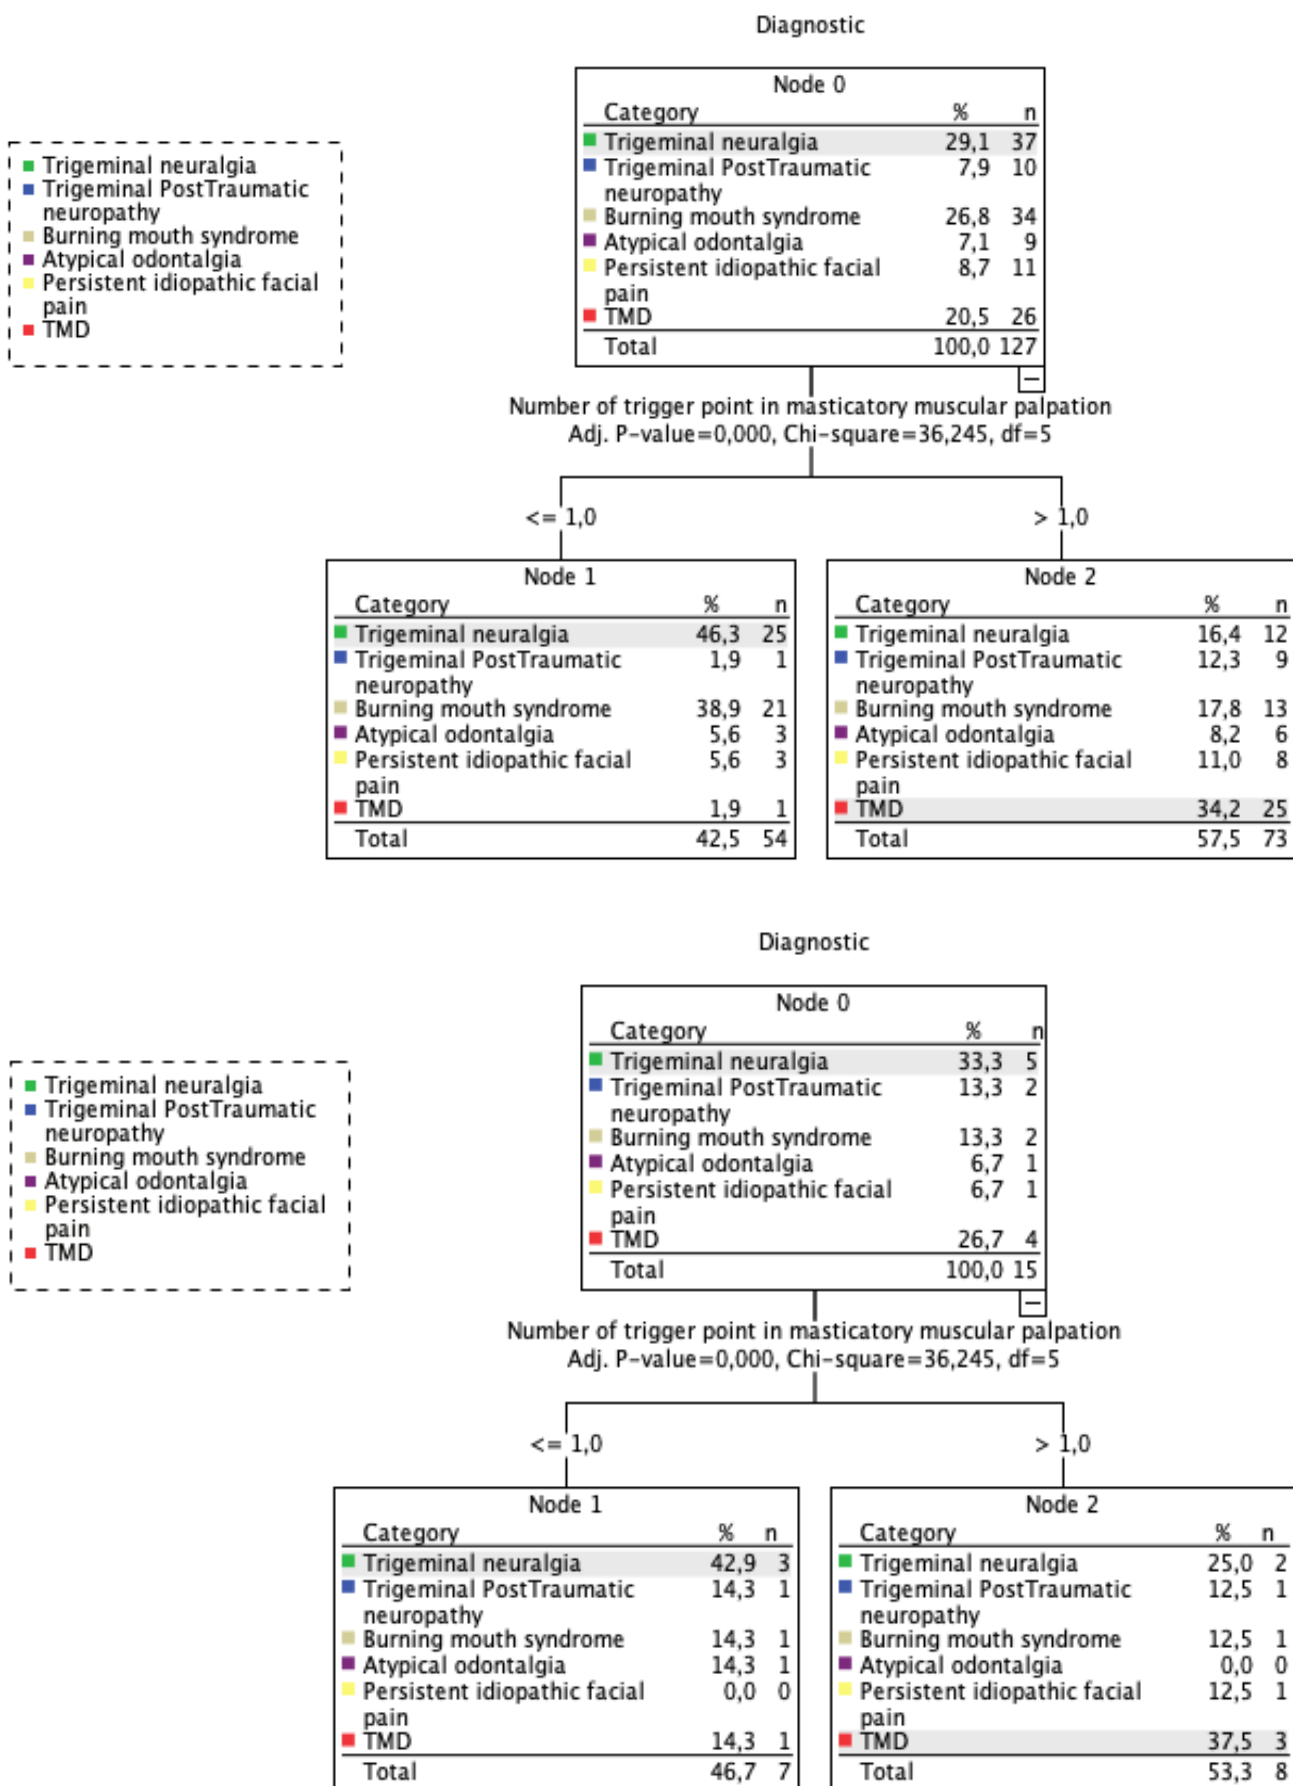 Diagnostic
Trigeminal neuralgia
Trigeminal PostTraumatic
neuropathy
Burning mouth syndrome
Atypical odontalgia
Persistent idiopathic facial
pain
TMD
Node 0
Category % n
Trigeminal neuralgia 29,1 37
Trigeminal PostTraumatic 7,9 10
neuropathy
Burning mouth syndrome 26,8 34
Atypical odontalgia 7,1 9
Persistent idiopathic facial 8,7 11
pain
TMD 20,5 26
Total 100,0 127
Number of trigger point in masticatory muscular palpation
Adj. P-value=0,000, Chi-square=36,245, df=5
<= 1,0
> 1,0
Node 1
Category % n
Trigeminal neuralgia 46,3 25
Trigeminal PostTraumatic 1,9 1
neuropathy
Burning mouth syndrome 38,9 21
Atypical odontalgia 5,6 3
Persistent idiopathic facial 5,6 3
pain
TMD 1,9 1
Total 42,5 54
Node 2
Category % n
Trigeminal neuralgia 16,4 12
Trigeminal PostTraumatic 12,3 9
neuropathy
Burning mouth syndrome 17,8 13
Atypical odontalgia 8,2 6
Persistent idiopathic facial 11,0 8
pain
TMD 34,2 25
Total 57,5 73
Diagnostic
Trigeminal neuralgia
Trigeminal PostTraumatic
neuropathy
Burning mouth syndrome
Atypical odontalgia
Persistent idiopathic facial
pain
TMD
Node 0
Category % n
Trigeminal neuralgia 33,3 5
Trigeminal PostTraumatic 13,3 2
neuropathy
Burning mouth syndrome 13,3 2
Atypical odontalgia 6,7 1
Persistent idiopathic facial 6,7 1
pain
TMD 26,7 4
Total 100,0 15
Number of trigger point in masticatory muscular palpation
Adj. P-value=0,000, Chi-square=36,245, df=5
<= 1,0
> 1,0
Node 1
Category % n
Trigeminal neuralgia 42,9 3
Trigeminal PostTraumatic 14,3 1
neuropathy
Burning mouth syndrome 14,3 1
Atypical odontalgia 14,3 1
Persistent idiopathic facial 0,0 0
pain
TMD 14,3 1
Total 46,7 7
Node 2
Category % n
Trigeminal neuralgia 25,0 2
Trigeminal PostTraumatic 12,5 1
neuropathy
Burning mouth syndrome 12,5 1
Atypical odontalgia 0,0 0
Persistent idiopathic facial 12,5 1
pain
TMD 37,5 3
Total 53,3 8